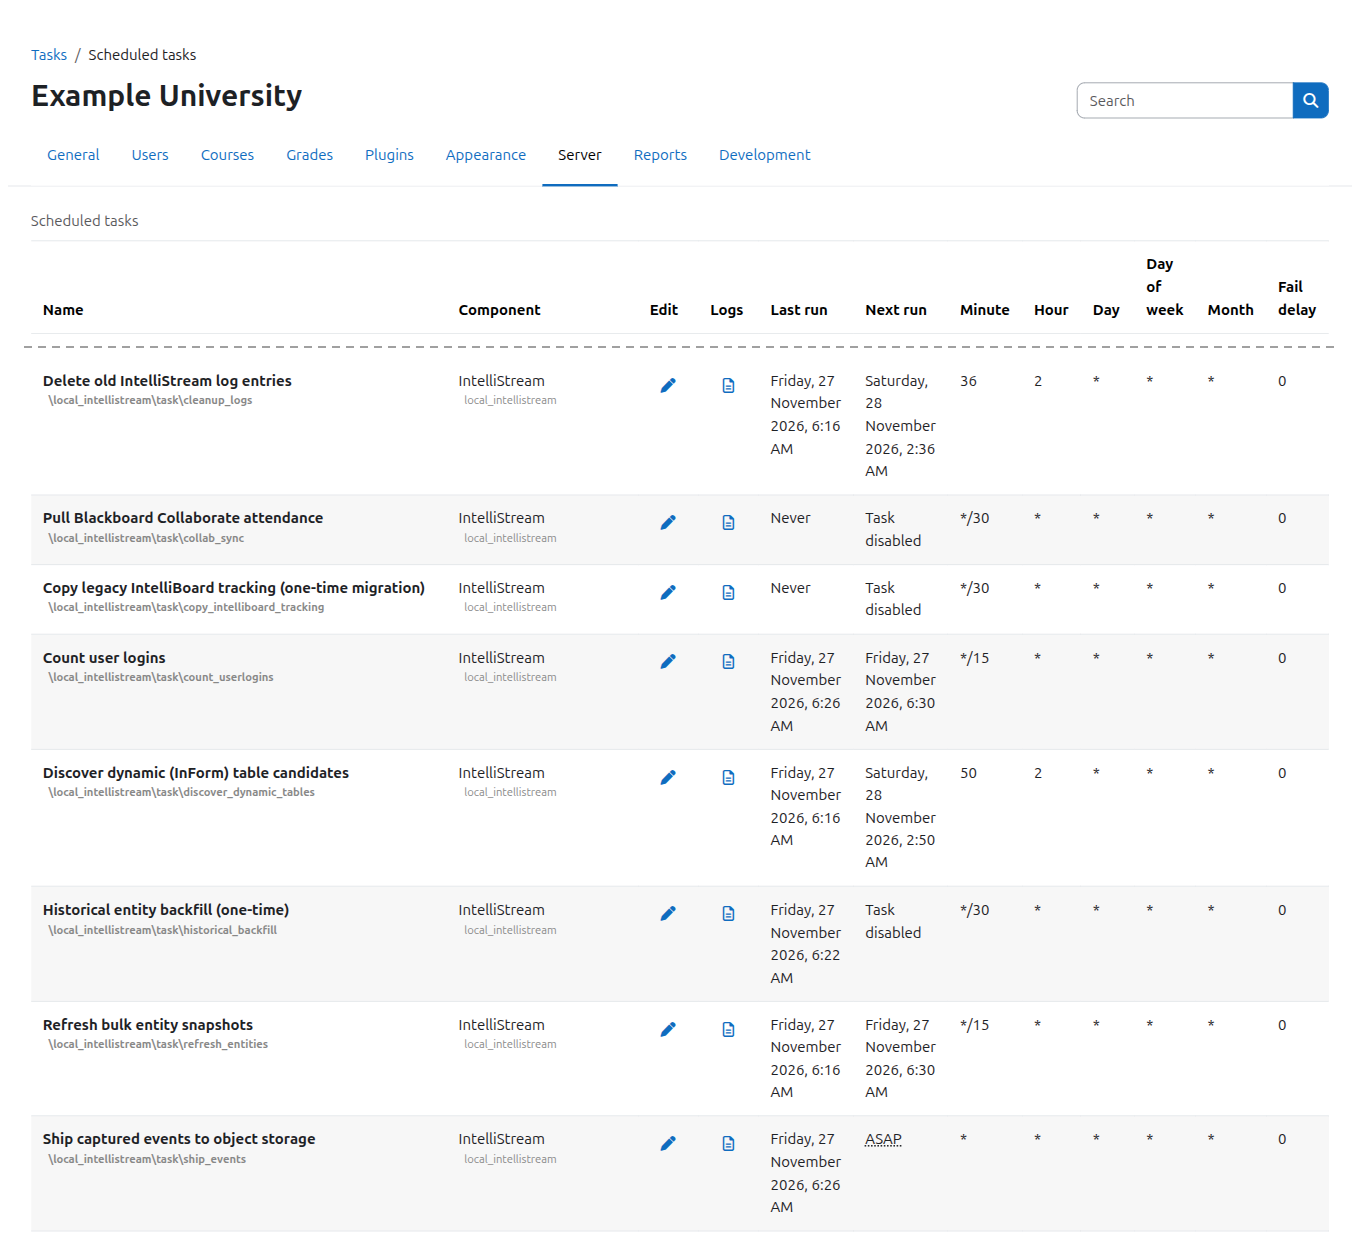 Tasks / Scheduled tasks
Example University
Search
General Users Courses Grades Plugins Appearance Server Reports Development
Scheduled tasks
Name Component Edit Logs Last run Next run Minute Hour Day Day of week Month Fail delay
Delete old IntelliStream log entries
\local_intellistream\task\cleanup_logs
IntelliStream
local_intellistream
Friday, 27 November 2026, 6:16 AM
Saturday, 28 November 2026, 2:36 AM
36 2 * * * 0
Pull Blackboard Collaborate attendance
\local_intellistream\task\collab_sync
IntelliStream
local_intellistream
Never
Task disabled
*/30 * * * * 0
Copy legacy IntelliBoard tracking (one-time migration)
\local_intellistream\task\copy_intelliboard_tracking
IntelliStream
local_intellistream
Never
Task disabled
*/30 * * * * 0
Count user logins
\local_intellistream\task\count_userlogins
IntelliStream
local_intellistream
Friday, 27 November 2026, 6:26 AM
Friday, 27 November 2026, 6:30 AM
*/15 * * * * 0
Discover dynamic (InForm) table candidates
\local_intellistream\task\discover_dynamic_tables
IntelliStream
local_intellistream
Friday, 27 November 2026, 6:16 AM
Saturday, 28 November 2026, 2:50 AM
50 2 * * * 0
Historical entity backfill (one-time)
\local_intellistream\task\historical_backfill
IntelliStream
local_intellistream
Friday, 27 November 2026, 6:22 AM
Task disabled
*/30 * * * * 0
Refresh bulk entity snapshots
\local_intellistream\task\refresh_entities
IntelliStream
local_intellistream
Friday, 27 November 2026, 6:16 AM
Friday, 27 November 2026, 6:30 AM
*/15 * * * * 0
Ship captured events to object storage
\local_intellistream\task\ship_events
IntelliStream
local_intellistream
Friday, 27 November 2026, 6:26 AM
ASAP
* * * * * 0